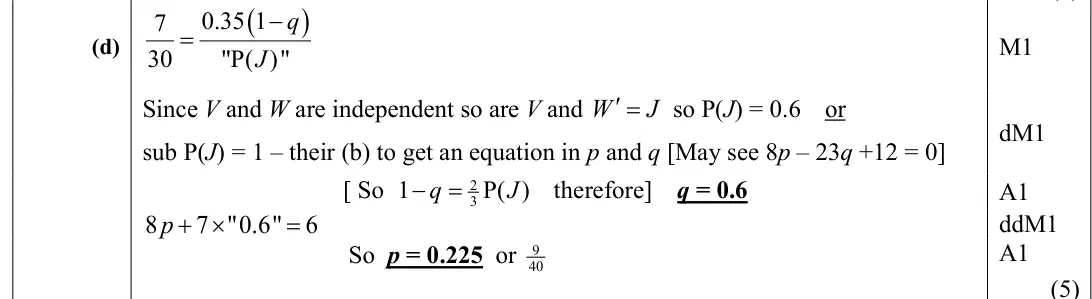 (d) 7/30 = 0.35(1 − q)/"P(J)" M1
Since V and W are independent so are V and W′ = J so P(J) = 0.6 or
dM1
sub P(J) = 1 – their (b) to get an equation in p and q [May see 8p – 23q +12 = 0]
[ So 1 − q = 2/3 P(J) therefore] q = 0.6 A1
8p + 7 × "0.6" = 6 ddM1
So p = 0.225 or 9/40 A1
(5)